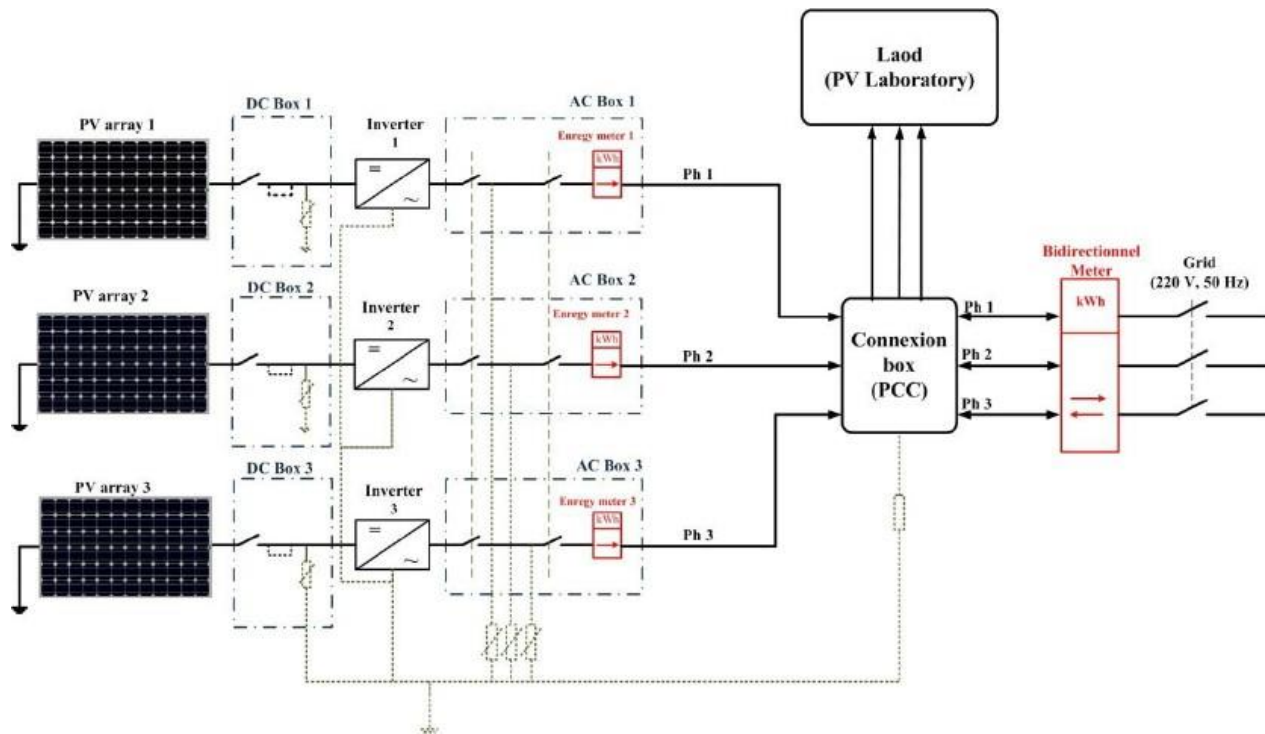 Laod
(PV Laboratory)
DC Box 1
AC Box 1
PV array 1
Inverter
1
Enregy meter 1
kWh
Ph 1
DC Box 2
AC Box 2
PV array 2
Inverter
2
Enregy meter 2
kWh
Ph 2
DC Box 3
AC Box 3
PV array 3
Inverter
3
Enregy meter 3
kWh
Ph 3
Connexion
box
(PCC)
Ph 1
Ph 2
Ph 3
Bidirectionnel
Meter
kWh
Grid
(220 V, 50 Hz)